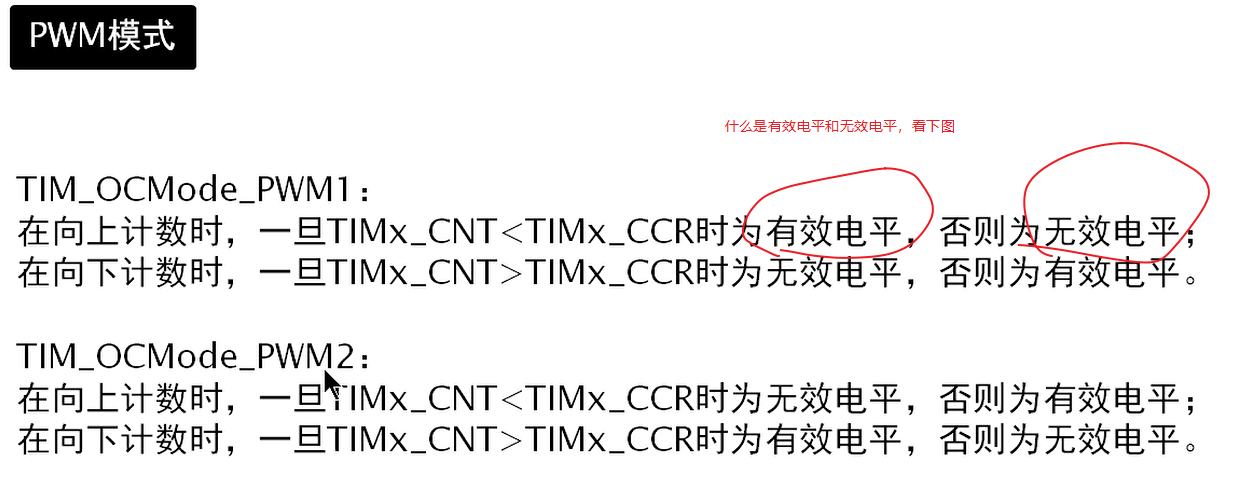 PWM模式
什么是有效电平和无效电平，看下图
TIM_OCMode_PWM1：
在向上计数时，一旦TIMx_CNT<TIMx_CCR时为有效电平，否则为无效电平；
在向下计数时，一旦TIMx_CNT>TIMx_CCR时为无效电平，否则为有效电平。
TIM_OCMode_PWM2：
在向上计数时，一旦TIMx_CNT<TIMx_CCR时为无效电平，否则为有效电平；
在向下计数时，一旦TIMx_CNT>TIMx_CCR时为有效电平，否则为无效电平。